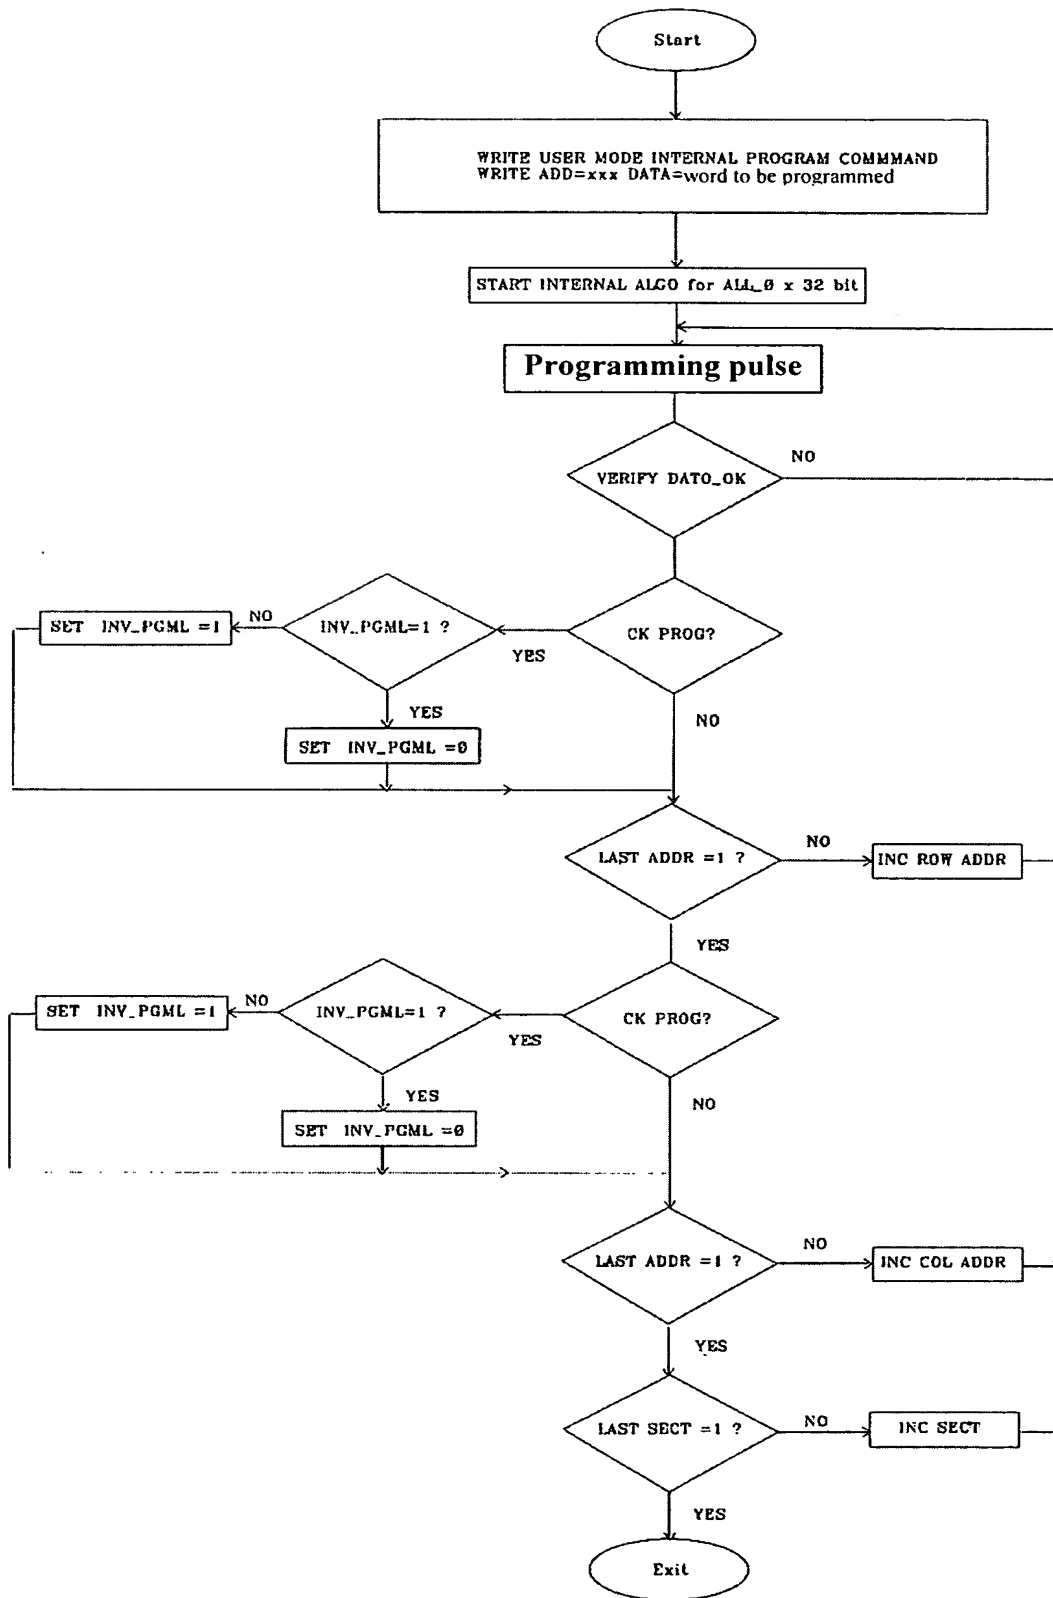 Start
WRITE USER MODE INTERNAL PROGRAM COMMMAND
WRITE ADD=xxx DATA=word to be programmed
START INTERNAL ALGO for ALL_0 x 32 bit
Programming pulse
VERIFY DATO_OK
NO
SET INV_PGML =1
NO
INV_PGML=1 ?
YES
CK PROG?
YES
NO
SET INV_PGML =0
LAST ADDR =1 ?
NO
INC ROW ADDR
YES
SET INV_PGML =1
NO
INV_PGML=1 ?
YES
CK PROG?
YES
NO
SET INV_PGML =0
LAST ADDR =1 ?
NO
INC COL ADDR
YES
LAST SECT =1 ?
NO
INC SECT
YES
Exit